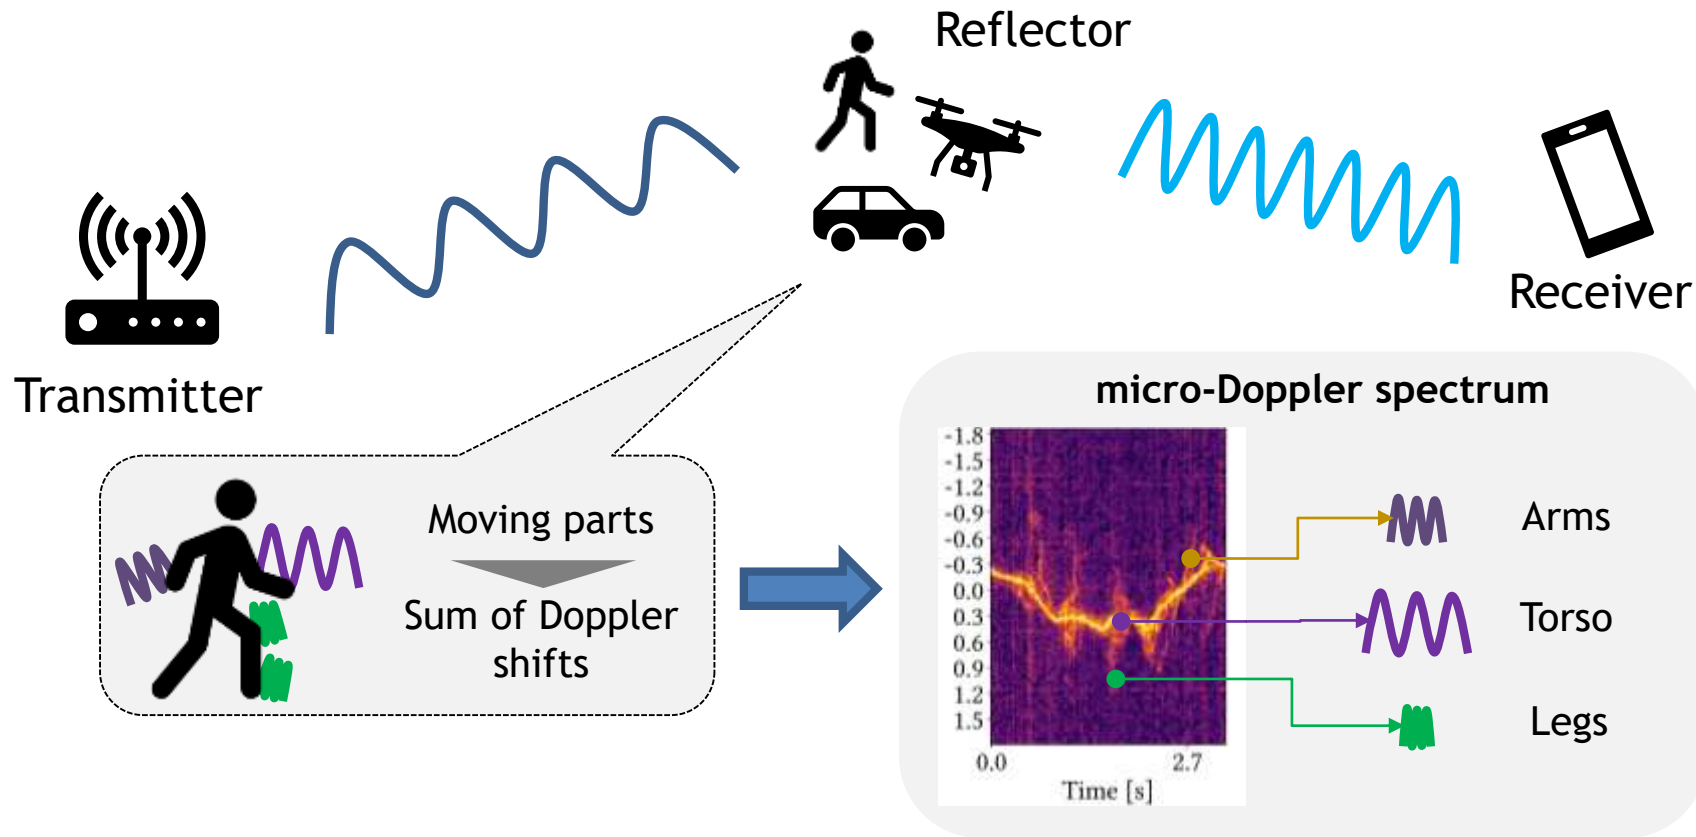 Reflector
Transmitter
Receiver
Moving parts
Sum of Doppler
shifts
micro-Doppler spectrum
-1.8
-1.5
-1.2
-0.9
-0.6
-0.3
0.0
0.3
0.6
0.9
1.2
1.5
0.0
2.7
Time [s]
Arms
Torso
Legs